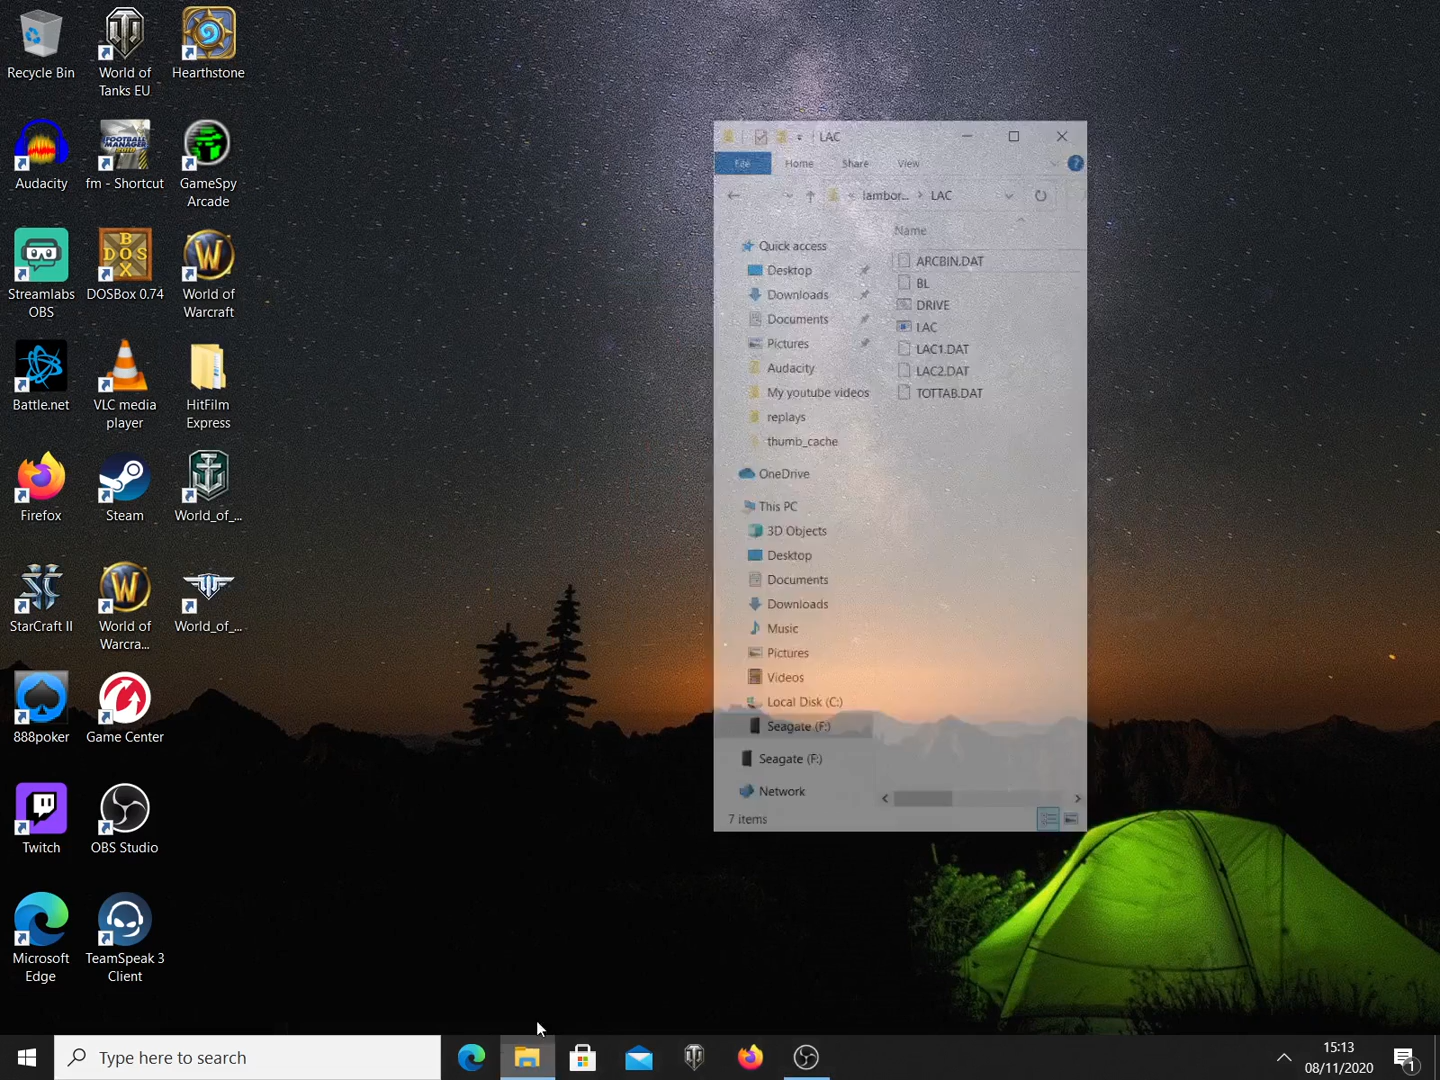 Recycle Bin
World of
Tanks EU
Hearthstone
Audacity
FOOTBALL
MANAGER
fm - Shortcut
GameSpy
Arcade
Streamlabs
OBS
DOSBox 0.74
World of
Warcraft
Battle.net
VLC media
player
HitFilm
Express
Firefox
Steam
World_of_...
StarCraft II
World of
Warcra...
World_of_...
888poker
Game Center
Twitch
OBS Studio
Microsoft
Edge
TeamSpeak 3
Client
LAC
File
Home
Share
View
lambor... > LAC
Name
Quick access
Desktop
Downloads
Documents
Pictures
Audacity
My youtube videos
replays
thumb_cache
OneDrive
This PC
3D Objects
Desktop
Documents
Downloads
Music
Pictures
Videos
Local Disk (C:)
Seagate (F:)
Seagate (F:)
Network
ARCBIN.DAT
BL
DRIVE
LAC
LAC1.DAT
LAC2.DAT
TOTTAB.DAT
7 items
Type here to search
15:13
08/11/2020
1